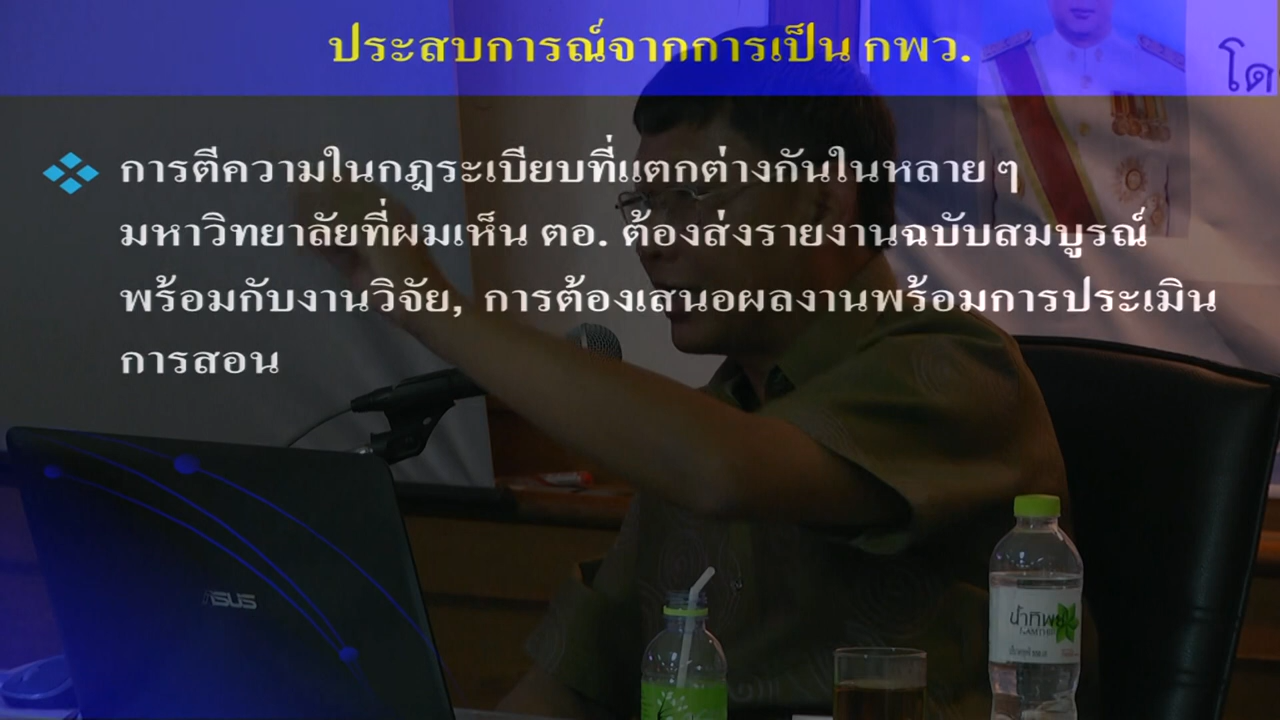 ประสบการณ์จากการเป็น กพว.
โด
การตีความในกฎระเบียบที่แตกต่างกันในหลาย ๆ
มหาวิทยาลัยที่ผมเห็น ตอ. ต้องส่งรายงานฉบับสมบูรณ์
พร้อมกับงานวิจัย, การต้องเสนอผลงานพร้อมการประเมิน
การสอน
ASUS
น้ำทิพย์